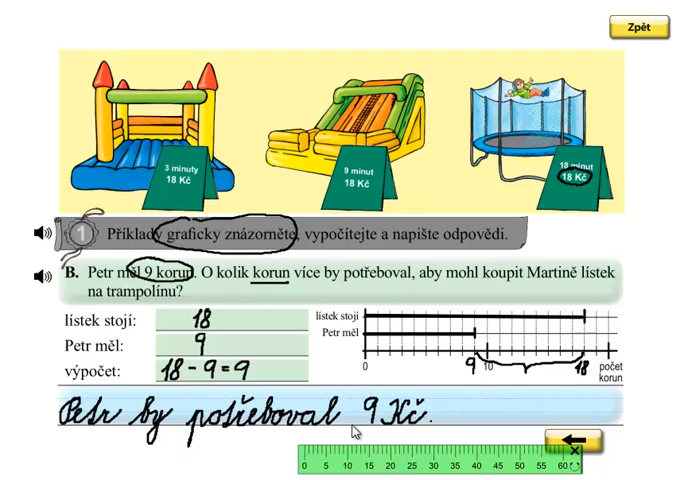 Zpět
3 minuty
18 Kč
9 minut
18 Kč
18 minut
18 Kč
1 Příklady graficky znázorněte, vypočítejte a napište odpovědi.
B. Petr měl 9 korun. O kolik korun více by potřeboval, aby mohl koupit Martině lístek
na trampolínu?
lístek stojí: 18
Petr měl: 9
výpočet: 18 - 9 = 9
lístek stojí
Petr měl
0 9 10 18 počet
korun
Petr by potřeboval 9 Kč.
0 5 10 15 20 25 30 35 40 45 50 55 60